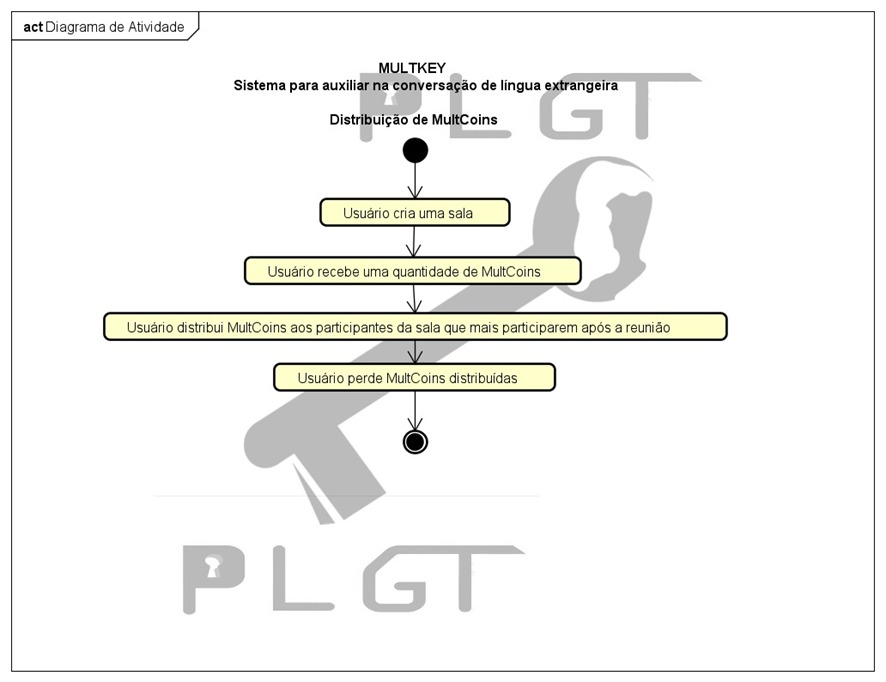 act Diagrama de Atividade
MULTKEY
Sistema para auxiliar na conversação de língua extrangeira
PLGT
Distribuição de MultCoins
Usuário cria uma sala
Usuário recebe uma quantidade de MultCoins
Usuário distribui MultCoins aos participantes da sala que mais participarem após a reunião
Usuário perde MultCoins distribuídas
PLGT